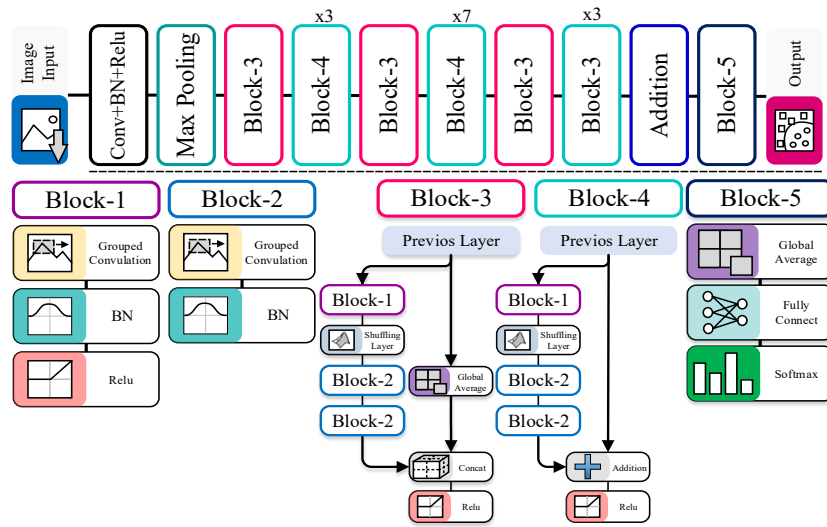 x3
x7
x3
Image
Input
Conv+BN+Relu
Max Pooling
Block-3
Block-4
Block-3
Block-4
Block-3
Block-3
Addition
Block-5
Output
Block-1
Block-2
Block-3
Block-4
Block-5
Grouped
Convulation
BN
Relu
Grouped
Convulation
BN
Previos Layer
Block-1
Shuffling
Layer
Block-2
Global
Average
Block-2
Concat
Relu
Previos Layer
Block-1
Shuffling
Layer
Block-2
Block-2
Addition
Relu
Global
Average
Fully
Connect
Softmax